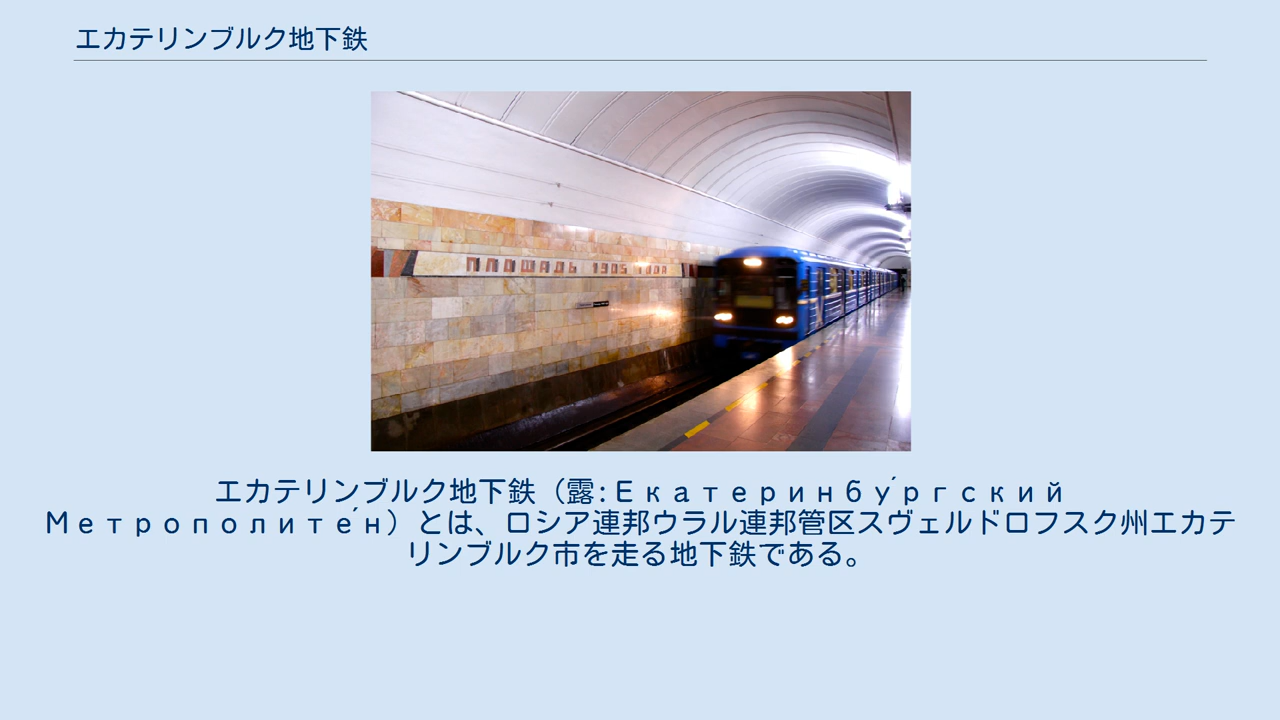 エカテリンブルク地下鉄
ПЛОЩАДЬ 1905 ГОДА
エカテリンブルク地下鉄（露:Екатеринбу́ргский
Метрополите́н）とは、ロシア連邦ウラル連邦管区スヴェルドロフスク州エカテ
リンブルク市を走る地下鉄である。